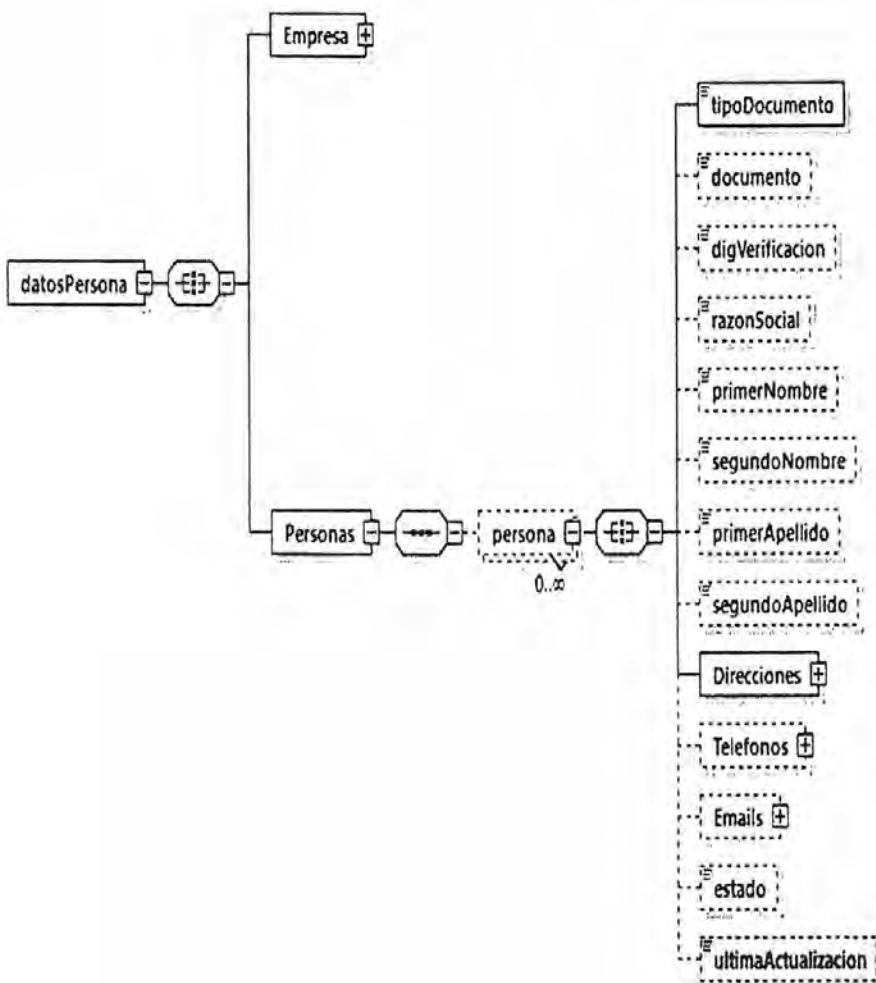 Empresa
tipoDocumento
documento
digVerificacion
datosPersona
razonSocial
primerNombre
segundoNombre
Personas
persona
primerApellido
0..∞
segundoApellido
Direcciones
Telefonos
Emails
estado
ultimaActualizacion